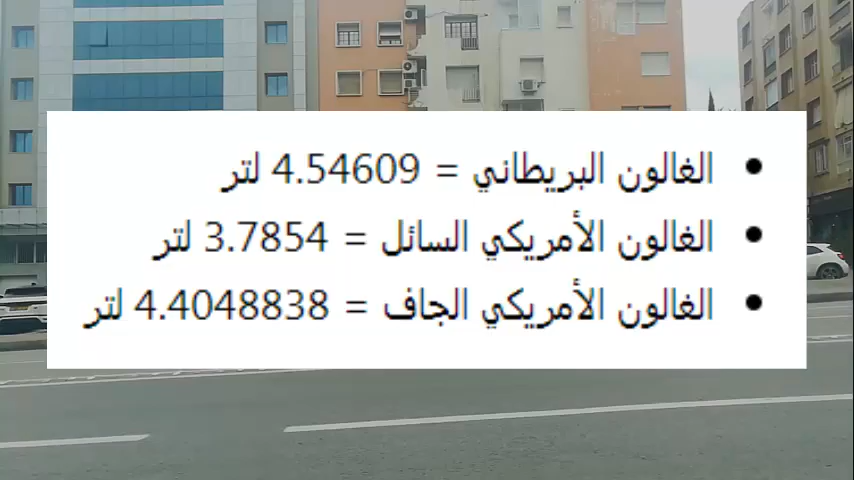 • الغالون البريطاني = 4.54609 لتر
• الغالون الأمريكي السائل = 3.7854 لتر
• الغالون الأمريكي الجاف = 4.4048838 لتر